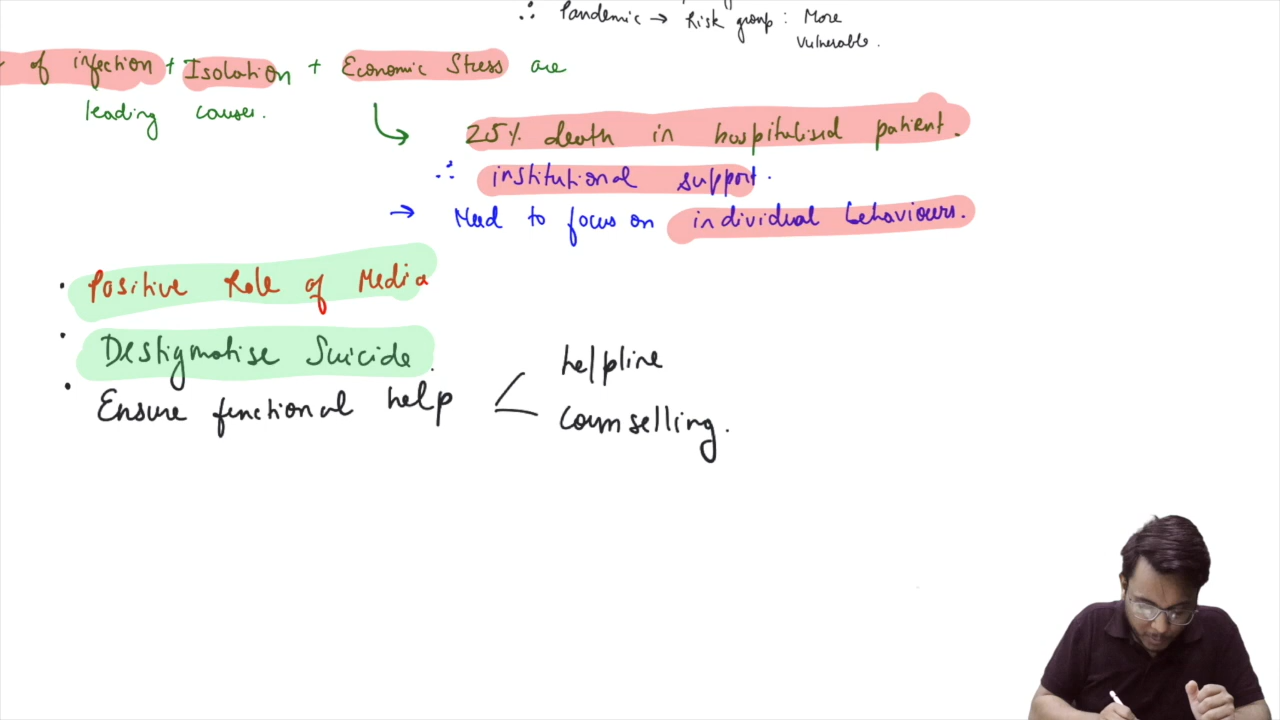 ∴ Pandemic → Risk group : More
Vulnerable.
of infection + Isolation + Economic Stress are
leading causes.
25% death in hospitalised patient.
∴ institutional support.
→ Need to focus on individual behaviours.
• Positive Role of Media
• Destigmatise Suicide.
• Ensure functional help < helpline
Counselling.